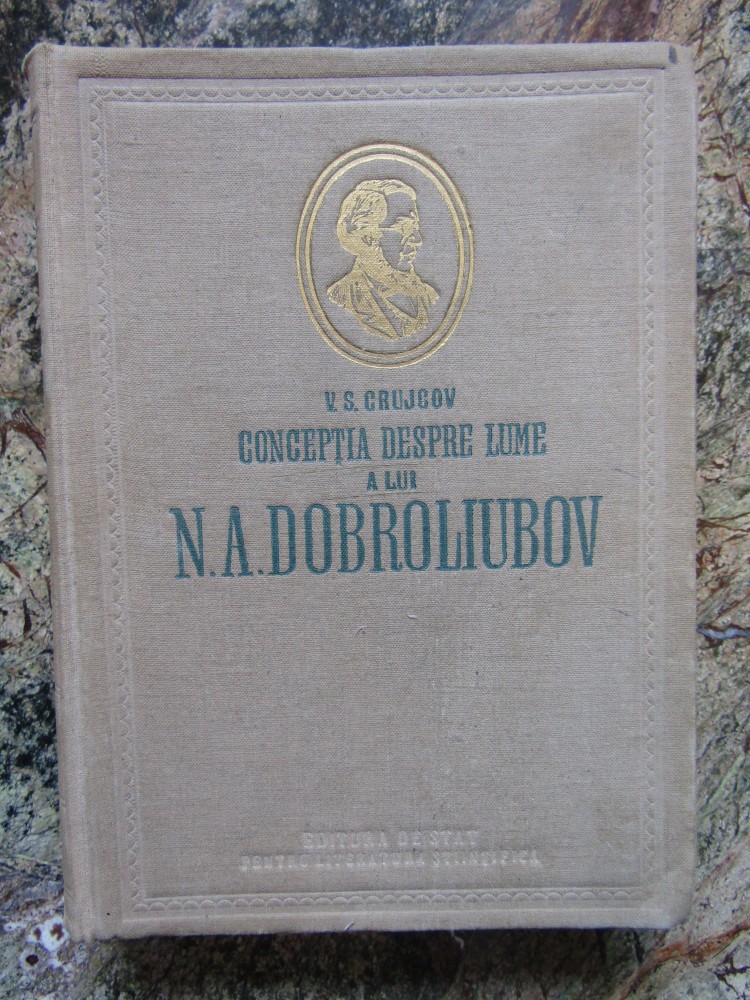 V. S. CRUJCOV
CONCEPȚIA DESPRE LUME
A LUI
N. A. DOBROLIUBOV
EDITURA DE STAT
PENTRU LITERATURĂ ȘTIINȚIFICĂ